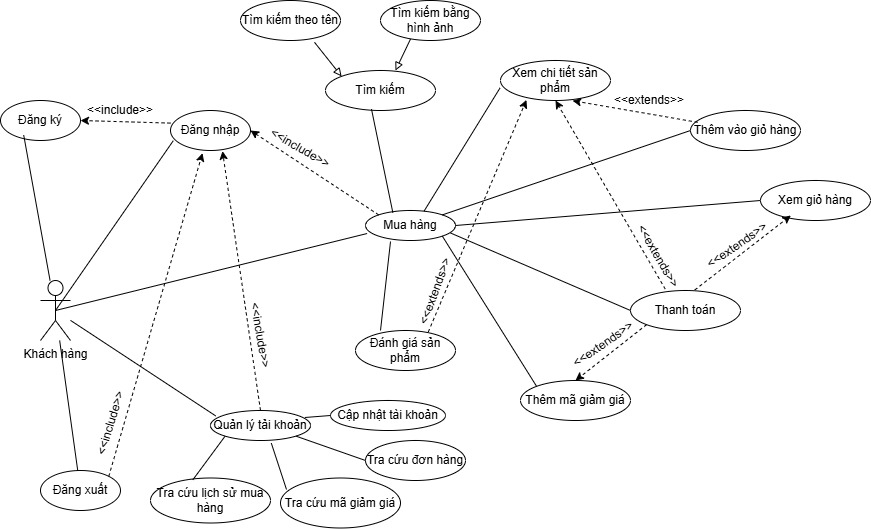 Tìm kiếm theo tên
Tìm kiếm bằng
hình ảnh
Tìm kiếm
Xem chi tiết sản
phẩm
<<extends>>
Thêm vào giỏ hàng
Đăng ký
<<include>>
Đăng nhập
<<include>>
Xem giỏ hàng
Mua hàng
<<extends>>
<<extends>>
<<extends>>
Thanh toán
Khách hàng
<<include>>
Đánh giá sản
phẩm
<<extends>>
Thêm mã giảm giá
<<include>>
Quản lý tài khoản
Cập nhật tài khoản
Tra cứu đơn hàng
Đăng xuất
Tra cứu lịch sử mua
hàng
Tra cứu mã giảm giá